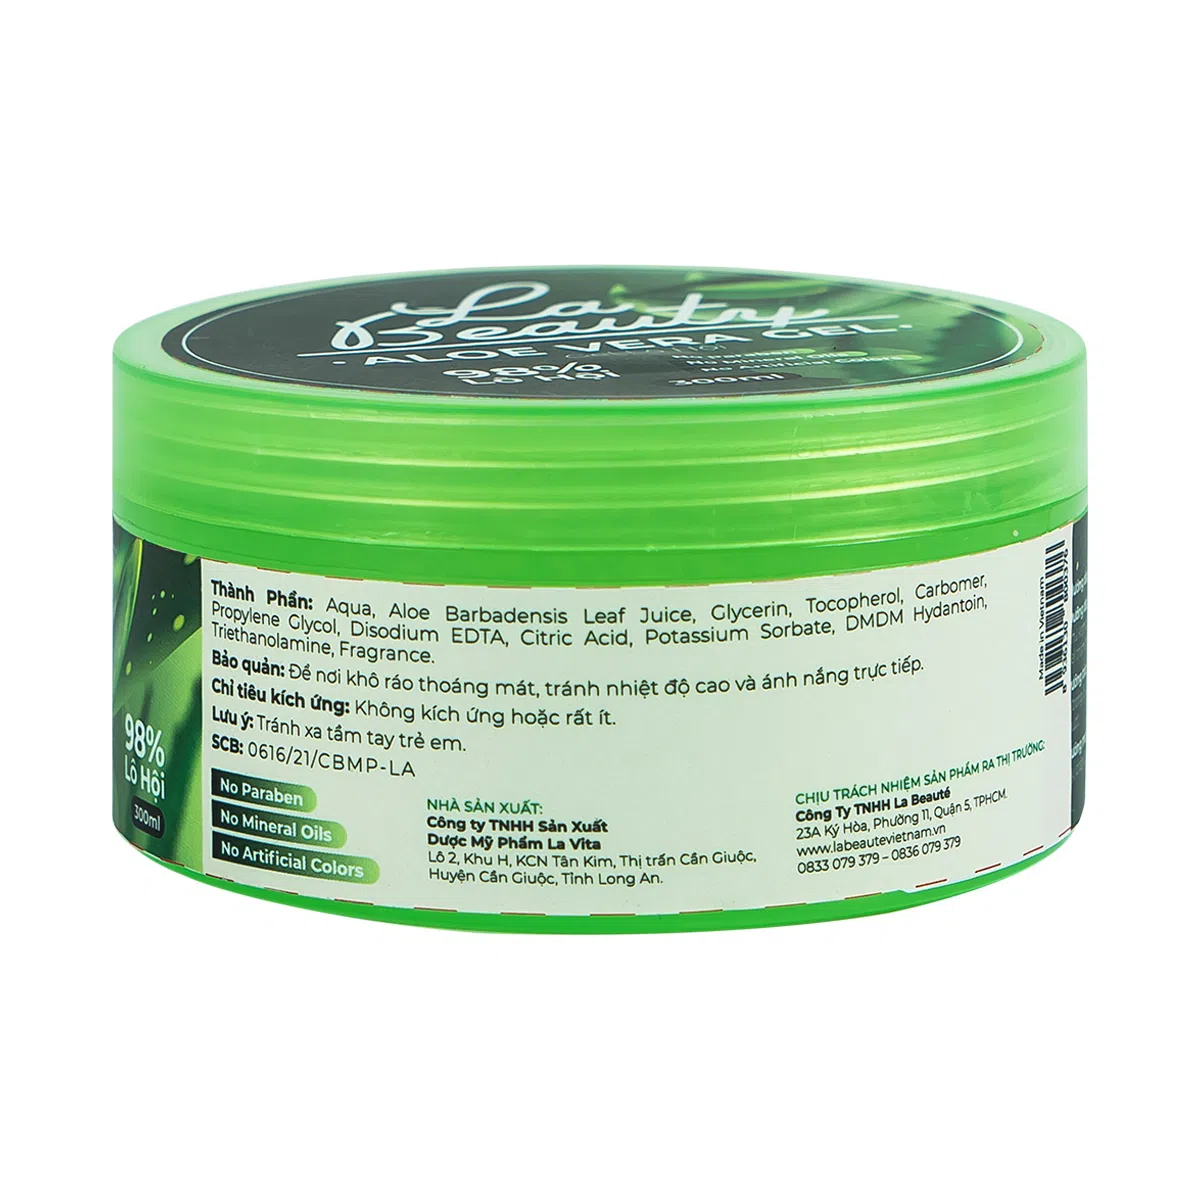 La
Beauty
· ALOE VERA GEL ·
98%
Lô Hội
No Mineral Oils
300ml
Thành Phần: Aqua, Aloe Barbadensis Leaf Juice, Glycerin, Tocopherol, Carbomer,
Propylene Glycol, Disodium EDTA, Citric Acid, Potassium Sorbate, DMDM Hydantoin,
Triethanolamine, Fragrance.
Bảo quản: Để nơi khô ráo thoáng mát, tránh nhiệt độ cao và ánh nắng trực tiếp.
Chỉ tiêu kích ứng: Không kích ứng hoặc rất ít.
Lưu ý: Tránh xa tầm tay trẻ em.
SCB: 0616/21/CBMP-LA
98%
Lô Hội
300ml
No Paraben
No Mineral Oils
No Artificial Colors
NHÀ SẢN XUẤT:
Công ty TNHH Sản Xuất
Dược Mỹ Phẩm La Vita
Lô 2, Khu H, KCN Tân Kim, Thị trấn Cần Giuộc,
Huyện Cần Giuộc, Tỉnh Long An.
CHỊU TRÁCH NHIỆM SẢN PHẨM RA THỊ TRƯỜNG:
Công Ty TNHH La Beauté
23A Ký Hòa, Phường 11, Quận 5, TPHCM.
www.labeautevietnam.vn
0833 079 379 – 0836 079 379
Made in Vietnam